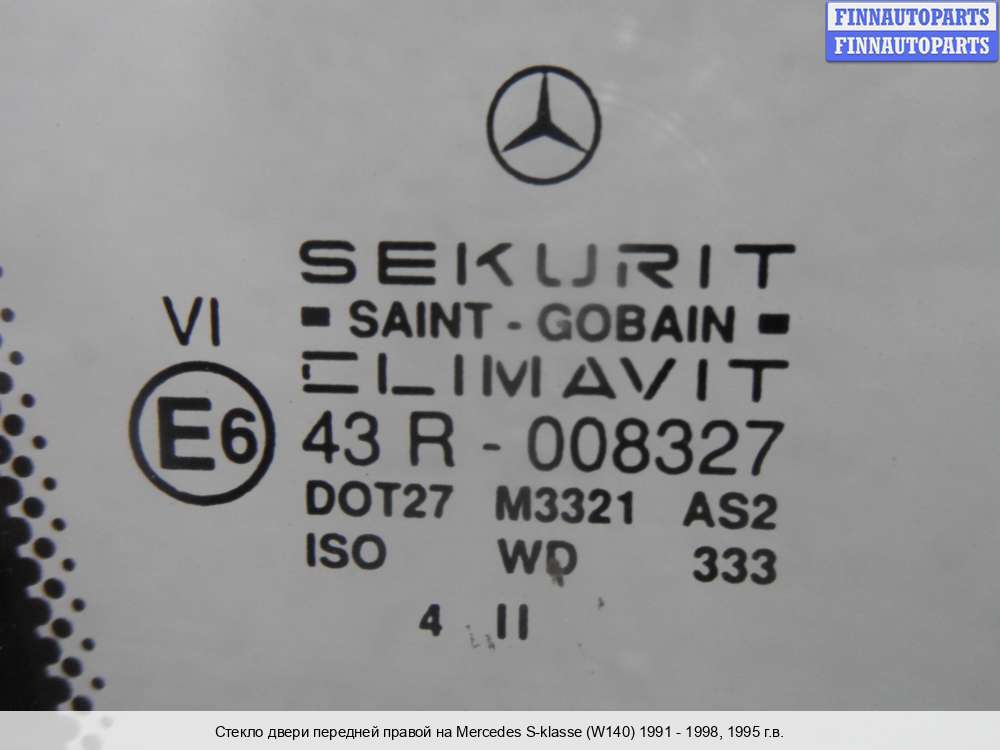 FINNAUTOPARTS
FINNAUTOPARTS
SEKURIT
SAINT - GOBAIN
CLIMAVIT
VI
E6
43 R - 008327
DOT27 M3321 AS2
ISO WD 333
4 II
Стекло двери передней правой на Mercedes S-klasse (W140) 1991 - 1998, 1995 г.в.